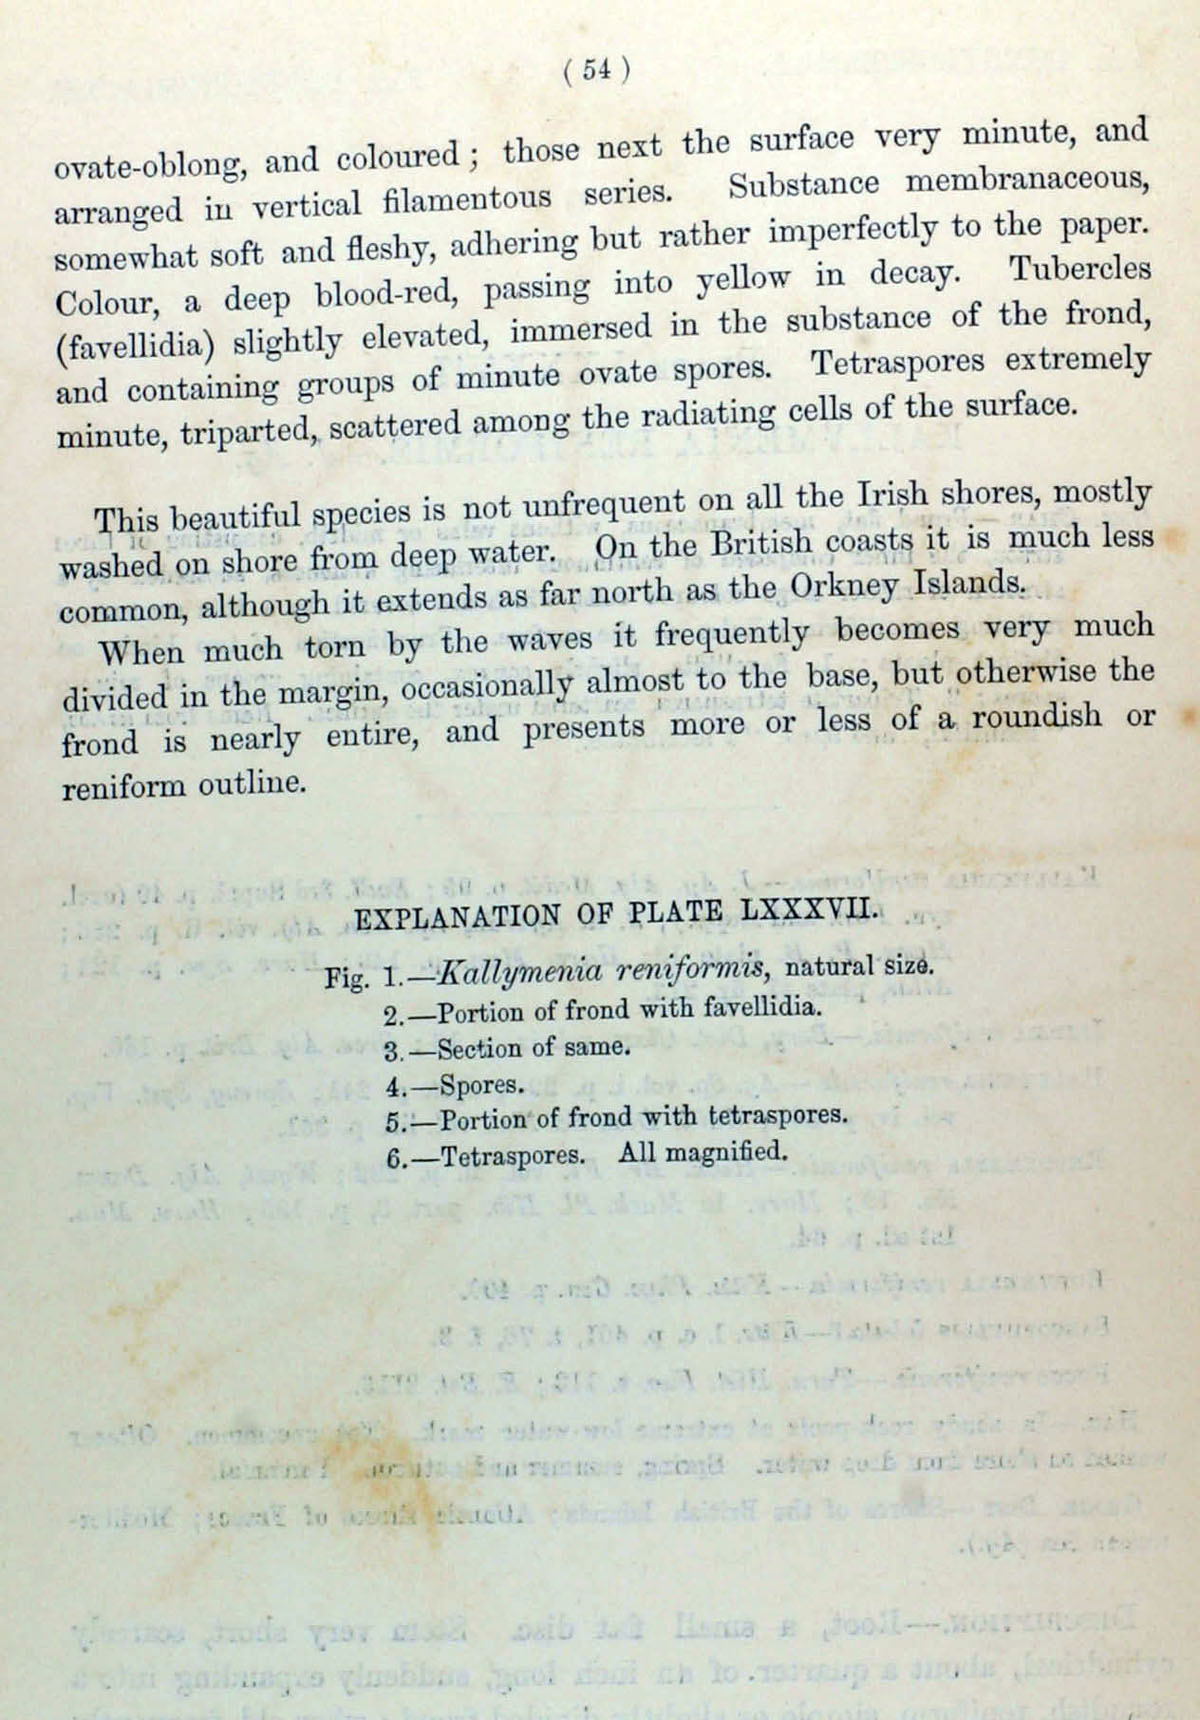 ( 54 )
ovate-oblong, and coloured ; those next the surface very minute, and
arranged in vertical filamentous series. Substance membranaceous,
somewhat soft and fleshy, adhering but rather imperfectly to the paper.
Colour, a deep blood-red, passing into yellow in decay. Tubercles
(favellidia) slightly elevated, immersed in the substance of the frond,
and containing groups of minute ovate spores. Tetraspores extremely
minute, triparted, scattered among the radiating cells of the surface.
This beautiful species is not unfrequent on all the Irish shores, mostly
washed on shore from deep water. On the British coasts it is much less
common, although it extends as far north as the Orkney Islands.
When much torn by the waves it frequently becomes very much
divided in the margin, occasionally almost to the base, but otherwise the
frond is nearly entire, and presents more or less of a roundish or
reniform outline.
EXPLANATION OF PLATE LXXXVII.
Fig. 1.—Kallymenia reniformis, natural size.
2.—Portion of frond with favellidia.
3.—Section of same.
4.—Spores.
5.—Portion of frond with tetraspores.
6.—Tetraspores. All magnified.